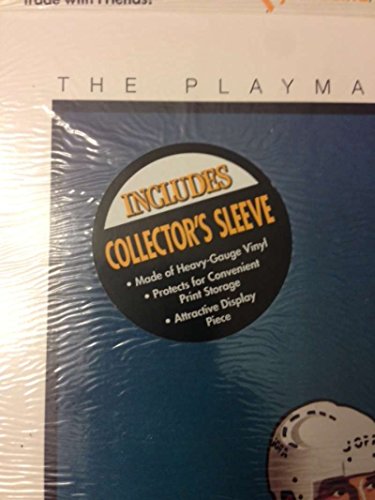 Trade with Friends!
THE PLAYMA
INCLUDES
COLLECTOR'S SLEEVE
• Made of Heavy-Gauge Vinyl
• Protects for Convenient
Print Storage
• Attractive Display
Piece
JOFA